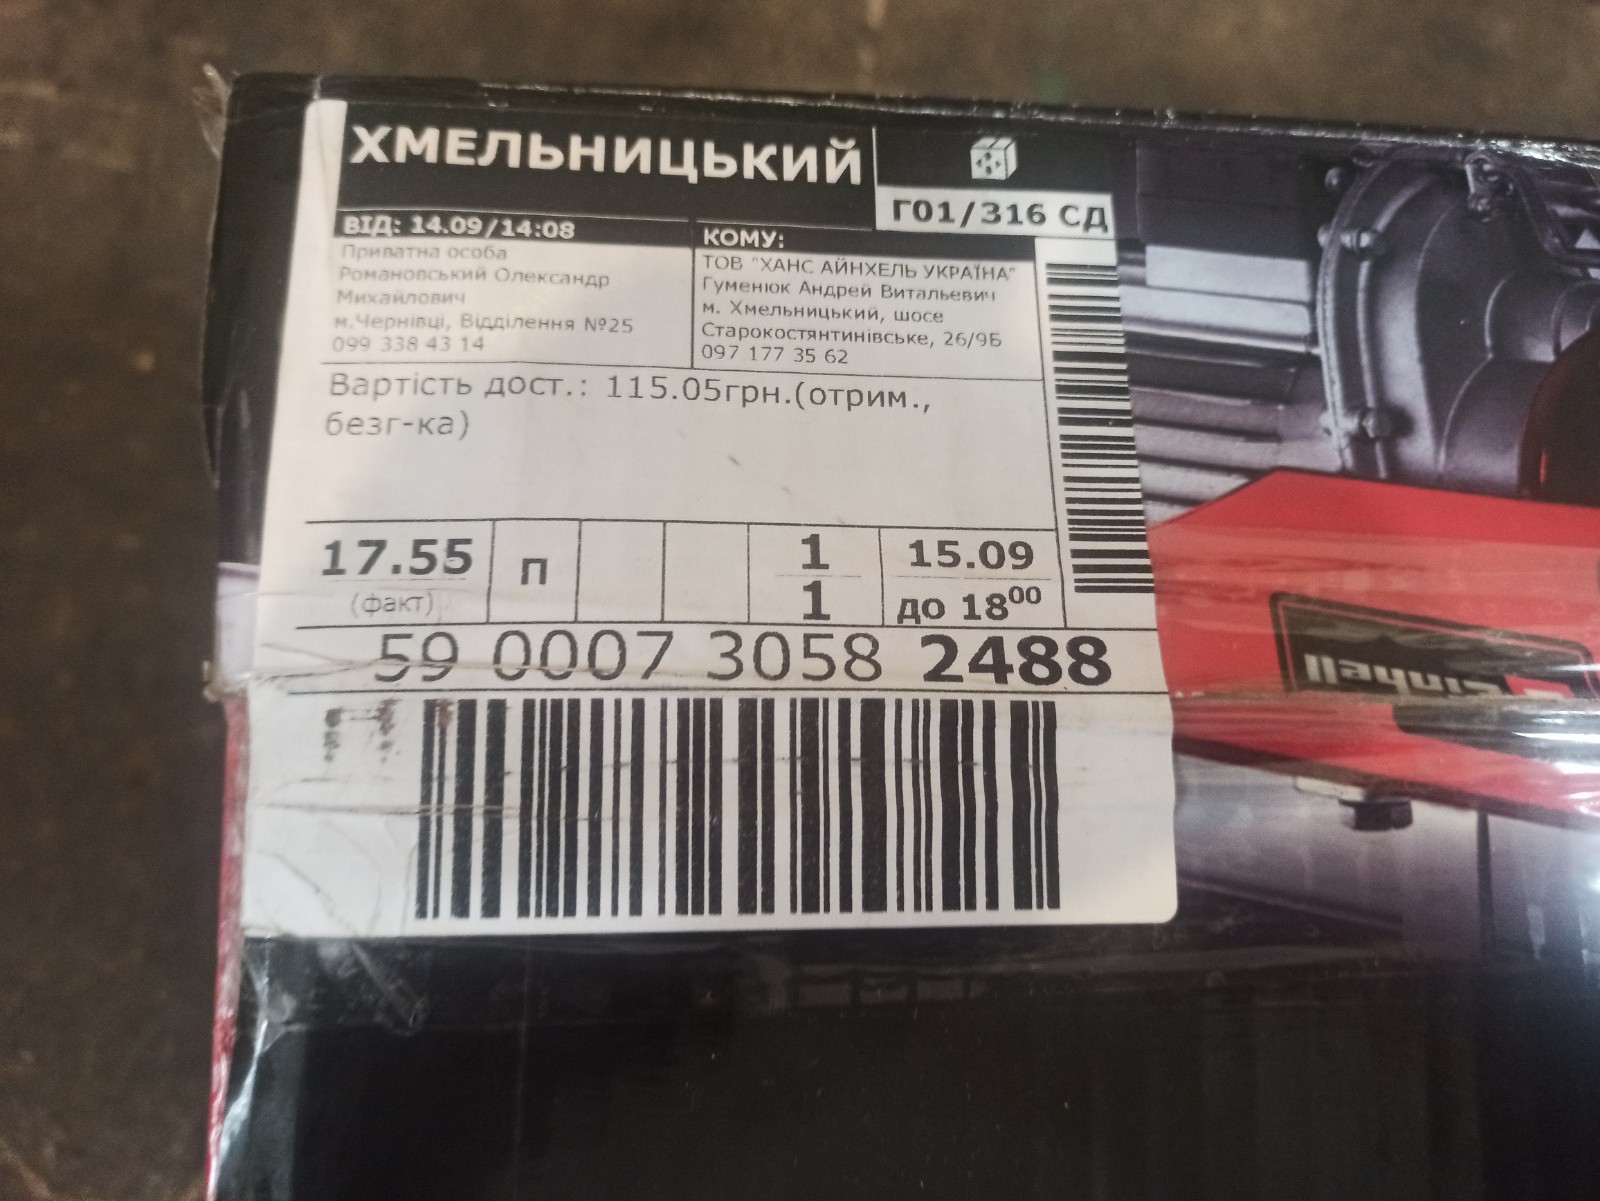 ХМЕЛЬНИЦЬКИЙ
Г01/316 СД
ВІД: 14.09/14:08
Приватна особа
Романовський Олександр
Михайлович
м.Чернівці, Відділення №25
099 338 43 14
КОМУ:
ТОВ "ХАНС АЙНХЕЛЬ УКРАЇНА"
Гуменюк Андрей Витальевич
м. Хмельницький, шосе
Старокостянтинівське, 26/9Б
097 177 35 62
Вартість дост.: 115.05грн.(отрим.,
безг-ка)
17.55
(факт)
п
1
1
15.09
до 18⁰⁰
59 0007 3058 2488
Einhell